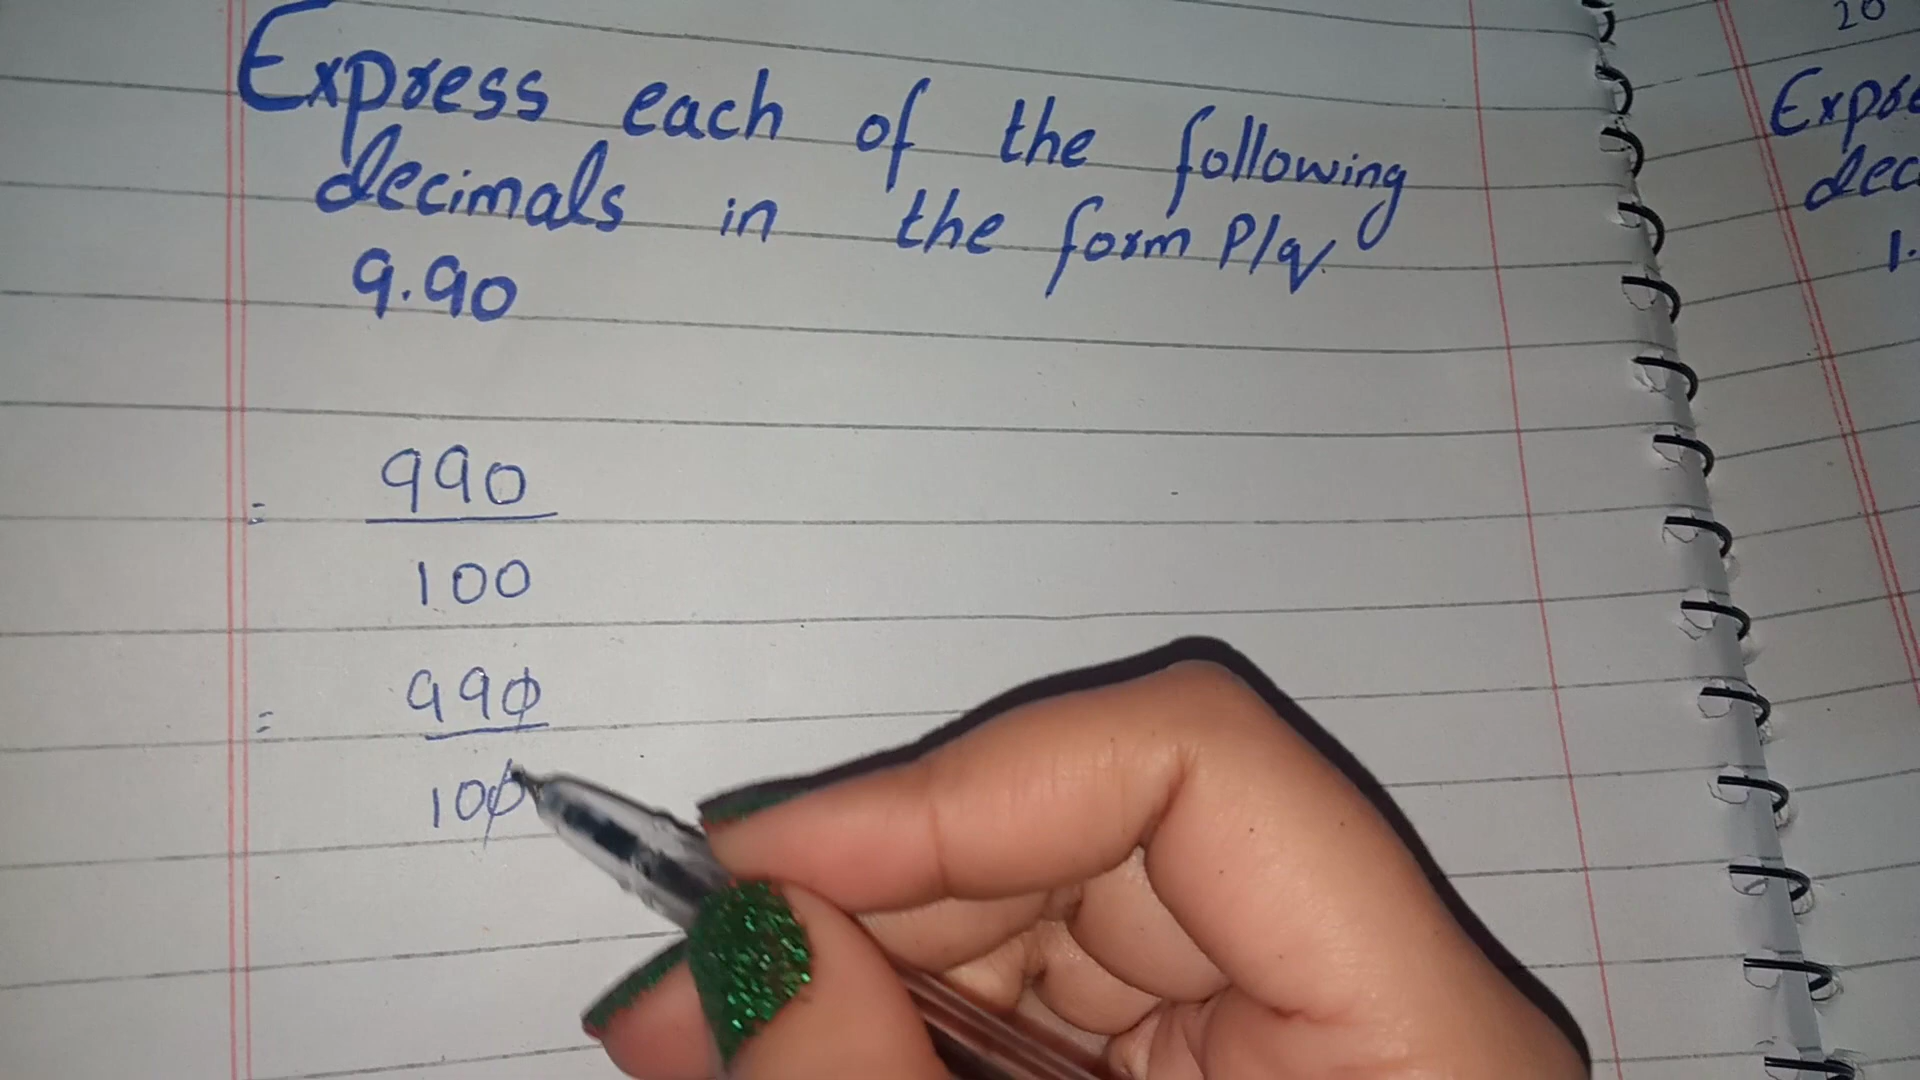 Express each of the following
decimals in the form P/q.
9.90
= 990
100
= 990
100
20
Expre
dec
1.